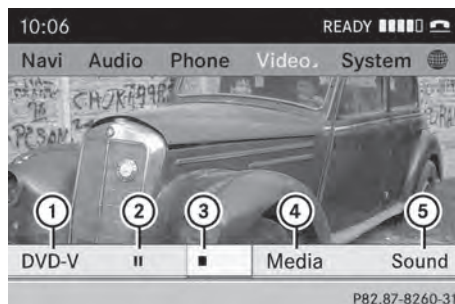 10:06 READY
Navi Audio Phone Video System
1 2 3 4 5
DVD-V Media Sound
P82.87-8260-31